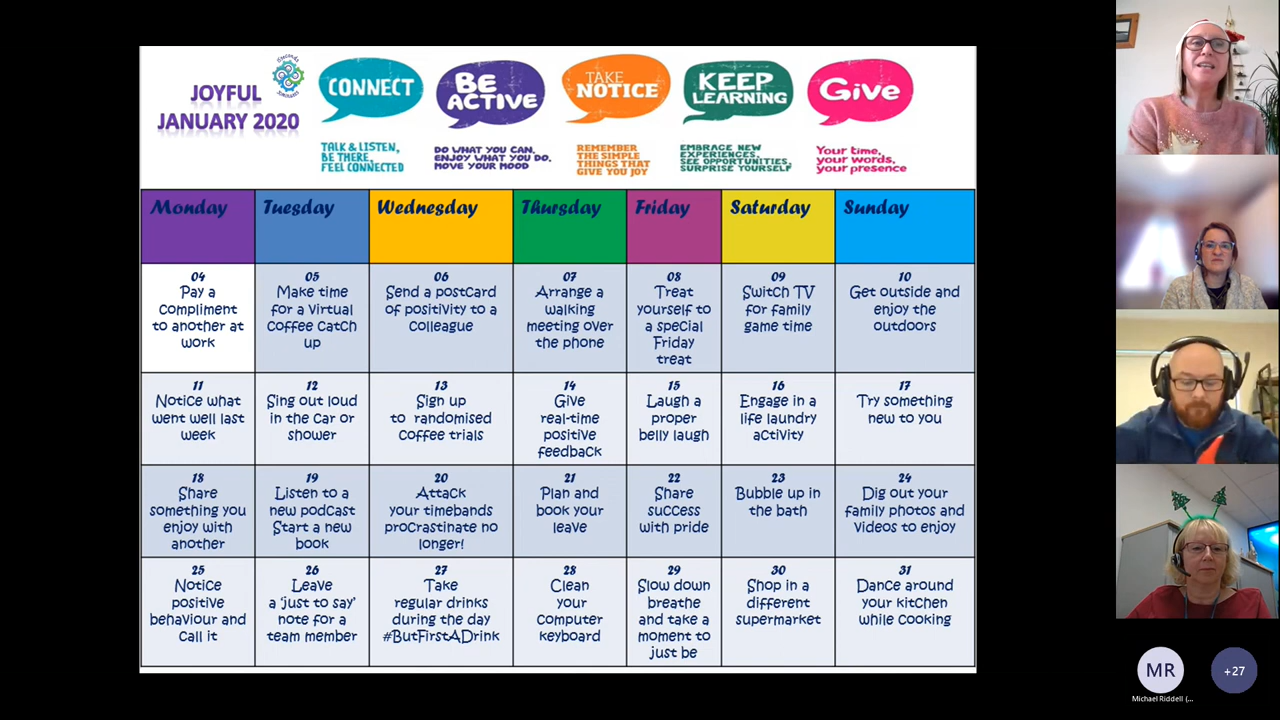 JOYFUL
JANUARY 2020
CONNECT
BE
ACTIVE
TAKE
NOTICE
KEEP
LEARNING
Give
TALK & LISTEN,
BE THERE,
FEEL CONNECTED
DO WHAT YOU CAN,
ENJOY WHAT YOU DO,
MOVE YOUR MOOD
REMEMBER
THE SIMPLE
THINGS THAT
GIVE YOU JOY
EMBRACE NEW
EXPERIENCES,
SEE OPPORTUNITIES,
SURPRISE YOURSELF
Your time,
your words,
your presence
Monday
Tuesday
Wednesday
Thursday
Friday
Saturday
Sunday
04
Pay a
compliment
to another at
work
05
Make time
for a virtual
coffee catch
up
06
Send a postcard
of positivity to a
colleague
07
Arrange a
walking
meeting over
the phone
08
Treat
yourself to
a special
Friday
treat
09
Switch TV
for family
game time
10
Get outside and
enjoy the
outdoors
11
Notice what
went well last
week
12
Sing out loud
in the car or
shower
13
Sign up
to randomised
coffee trials
14
Give
real-time
positive
feedback
15
Laugh a
proper
belly laugh
16
Engage in a
life laundry
activity
17
Try something
new to you
18
Share
something you
enjoy with
another
19
Listen to a
new podcast
Start a new
book
20
Attack
your timebands
procrastinate no
longer!
21
Plan and
book your
leave
22
Share
success
with pride
23
Bubble up in
the bath
24
Dig out your
family photos and
videos to enjoy
25
Notice
positive
behaviour and
call it
26
Leave
a 'just to say'
note for a
team member
27
Take
regular drinks
during the day
#ButFirstADrink
28
Clean
your
computer
keyboard
29
Slow down
breathe
and take a
moment to
just be
30
Shop in a
different
supermarket
31
Dance around
your kitchen
while cooking
MR
+27
Michael Riddell (...